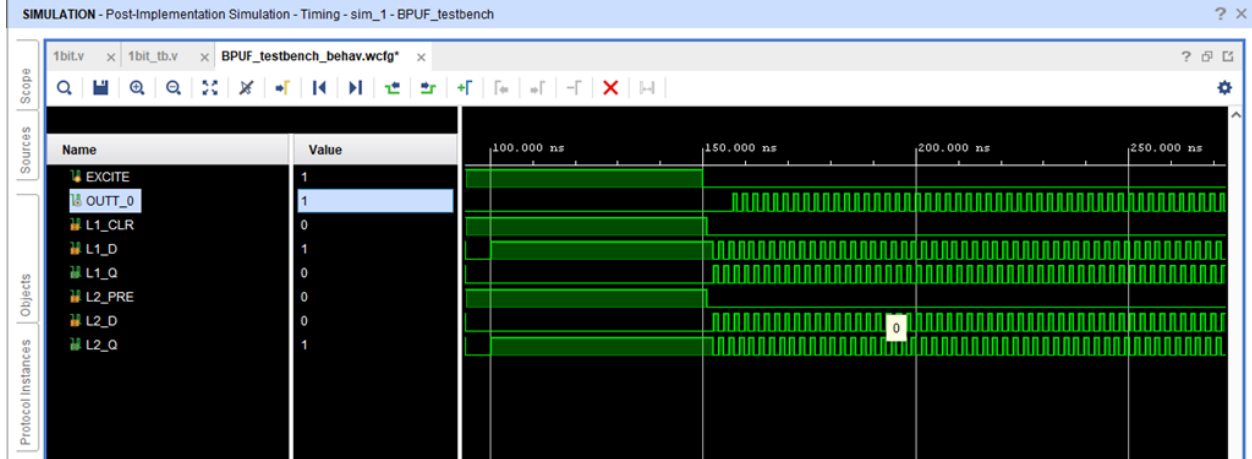 SIMULATION - Post-Implementation Simulation - Timing - sim_1 - BPUF_testbench
1bit.v 1bit_tb.v BPUF_testbench_behav.wcfg*
Scope
Sources
Objects
Protocol Instances
Name Value
100.000 ns 150.000 ns 200.000 ns 250.000 ns
EXCITE 1
OUTT_0 1
L1_CLR 0
L1_D 1
L1_Q 0
L2_PRE 0
L2_D 0
0
L2_Q 1